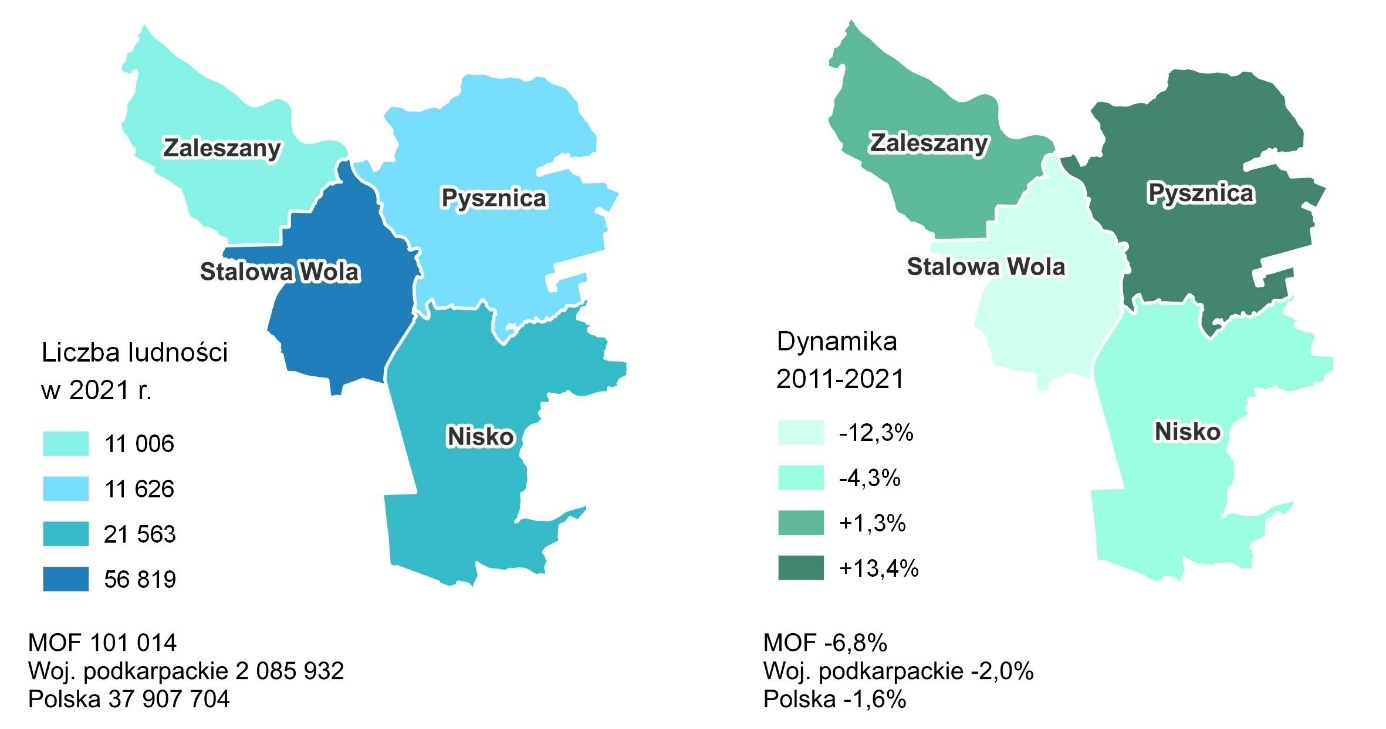 Zaleszany
Pysznica
Stalowa Wola
Nisko
Liczba ludności
w 2021 r.
11 006
11 626
21 563
56 819
MOF 101 014
Woj. podkarpackie 2 085 932
Polska 37 907 704
Zaleszany
Pysznica
Stalowa Wola
Nisko
Dynamika
2011-2021
-12,3%
-4,3%
+1,3%
+13,4%
MOF -6,8%
Woj. podkarpackie -2,0%
Polska -1,6%